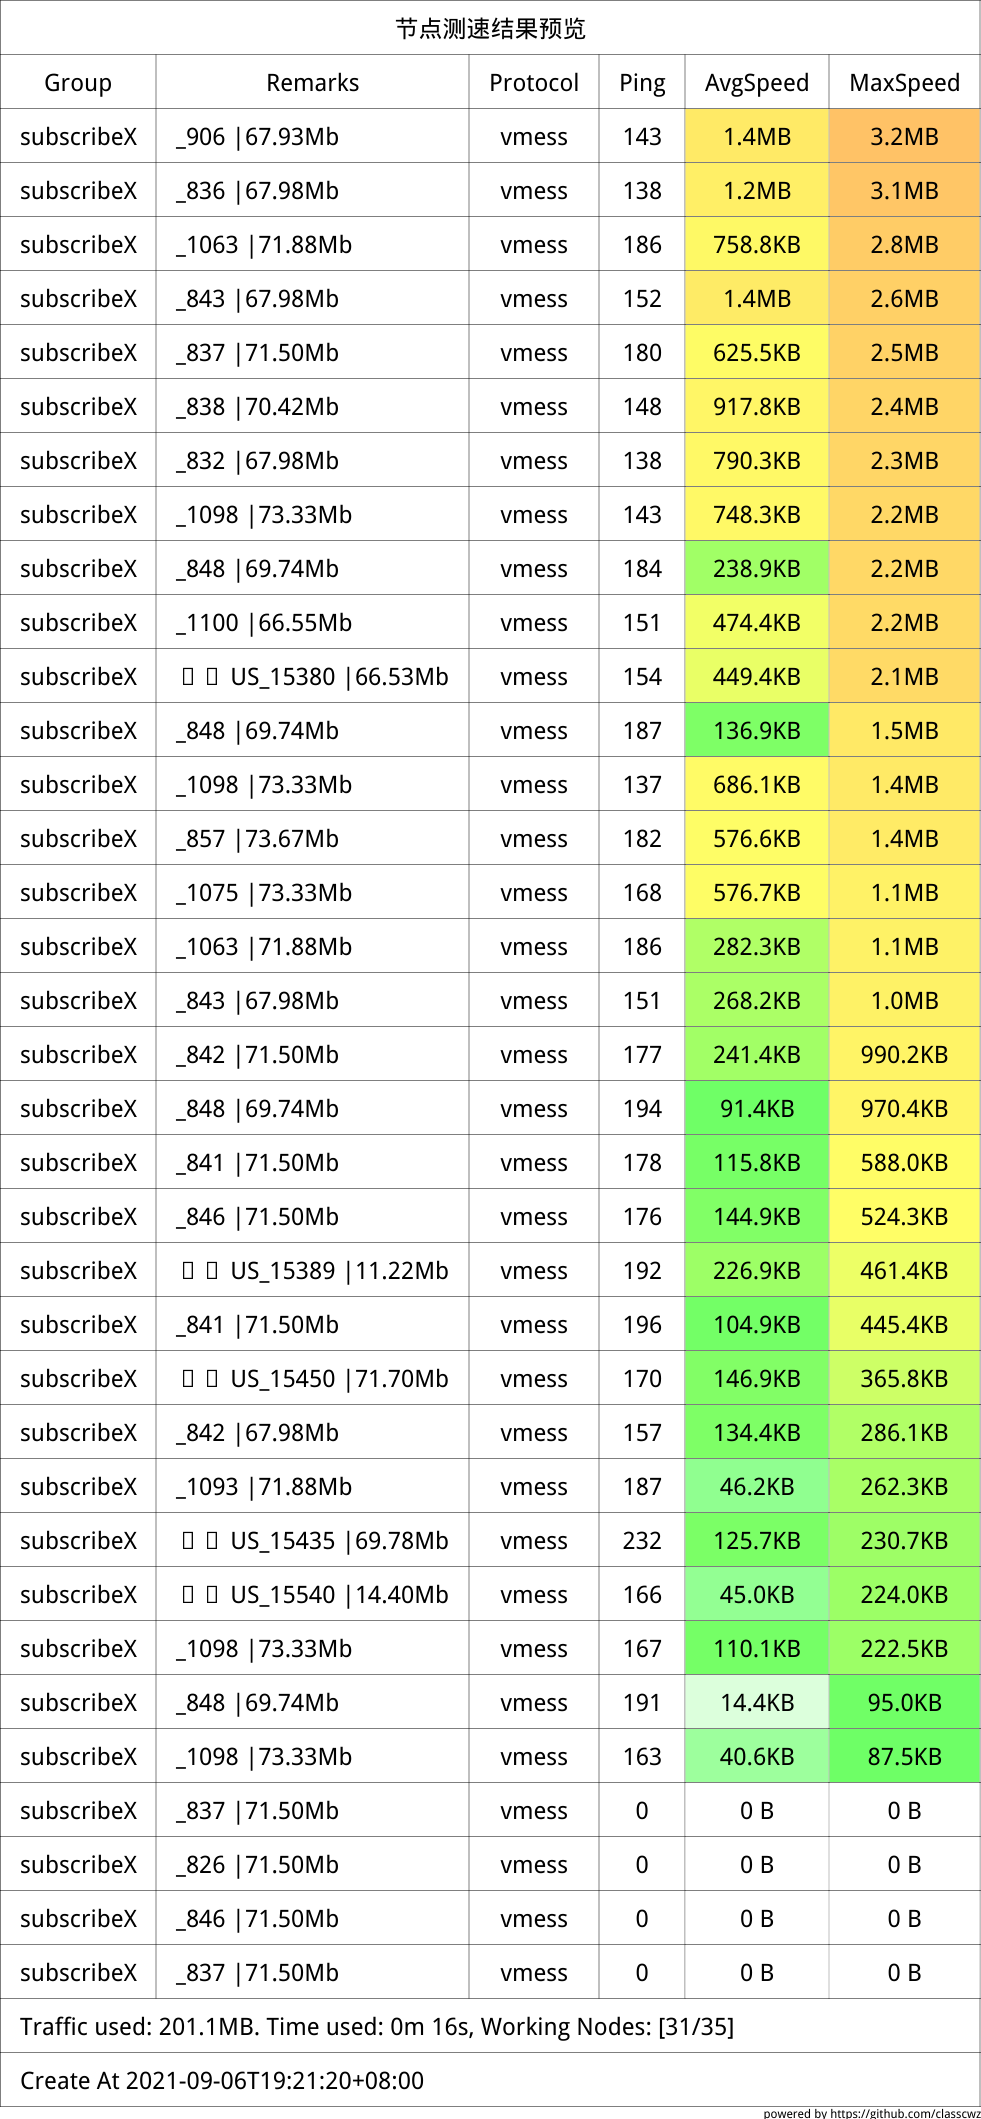 节点测速结果预览
Group Remarks Protocol Ping AvgSpeed MaxSpeed
subscribeX _906 |67.93Mb vmess 143 1.4MB 3.2MB
subscribeX _836 |67.98Mb vmess 138 1.2MB 3.1MB
subscribeX _1063 |71.88Mb vmess 186 758.8KB 2.8MB
subscribeX _843 |67.98Mb vmess 152 1.4MB 2.6MB
subscribeX _837 |71.50Mb vmess 180 625.5KB 2.5MB
subscribeX _838 |70.42Mb vmess 148 917.8KB 2.4MB
subscribeX _832 |67.98Mb vmess 138 790.3KB 2.3MB
subscribeX _1098 |73.33Mb vmess 143 748.3KB 2.2MB
subscribeX _848 |69.74Mb vmess 184 238.9KB 2.2MB
subscribeX _1100 |66.55Mb vmess 151 474.4KB 2.2MB
subscribeX US_15380 |66.53Mb vmess 154 449.4KB 2.1MB
subscribeX _848 |69.74Mb vmess 187 136.9KB 1.5MB
subscribeX _1098 |73.33Mb vmess 137 686.1KB 1.4MB
subscribeX _857 |73.67Mb vmess 182 576.6KB 1.4MB
subscribeX _1075 |73.33Mb vmess 168 576.7KB 1.1MB
subscribeX _1063 |71.88Mb vmess 186 282.3KB 1.1MB
subscribeX _843 |67.98Mb vmess 151 268.2KB 1.0MB
subscribeX _842 |71.50Mb vmess 177 241.4KB 990.2KB
subscribeX _848 |69.74Mb vmess 194 91.4KB 970.4KB
subscribeX _841 |71.50Mb vmess 178 115.8KB 588.0KB
subscribeX _846 |71.50Mb vmess 176 144.9KB 524.3KB
subscribeX US_15389 |11.22Mb vmess 192 226.9KB 461.4KB
subscribeX _841 |71.50Mb vmess 196 104.9KB 445.4KB
subscribeX US_15450 |71.70Mb vmess 170 146.9KB 365.8KB
subscribeX _842 |67.98Mb vmess 157 134.4KB 286.1KB
subscribeX _1093 |71.88Mb vmess 187 46.2KB 262.3KB
subscribeX US_15435 |69.78Mb vmess 232 125.7KB 230.7KB
subscribeX US_15540 |14.40Mb vmess 166 45.0KB 224.0KB
subscribeX _1098 |73.33Mb vmess 167 110.1KB 222.5KB
subscribeX _848 |69.74Mb vmess 191 14.4KB 95.0KB
subscribeX _1098 |73.33Mb vmess 163 40.6KB 87.5KB
subscribeX _837 |71.50Mb vmess 0 0 B 0 B
subscribeX _826 |71.50Mb vmess 0 0 B 0 B
subscribeX _846 |71.50Mb vmess 0 0 B 0 B
subscribeX _837 |71.50Mb vmess 0 0 B 0 B
Traffic used: 201.1MB. Time used: 0m 16s, Working Nodes: [31/35]
Create At 2021-09-06T19:21:20+08:00
powered by https://github.com/classcwz